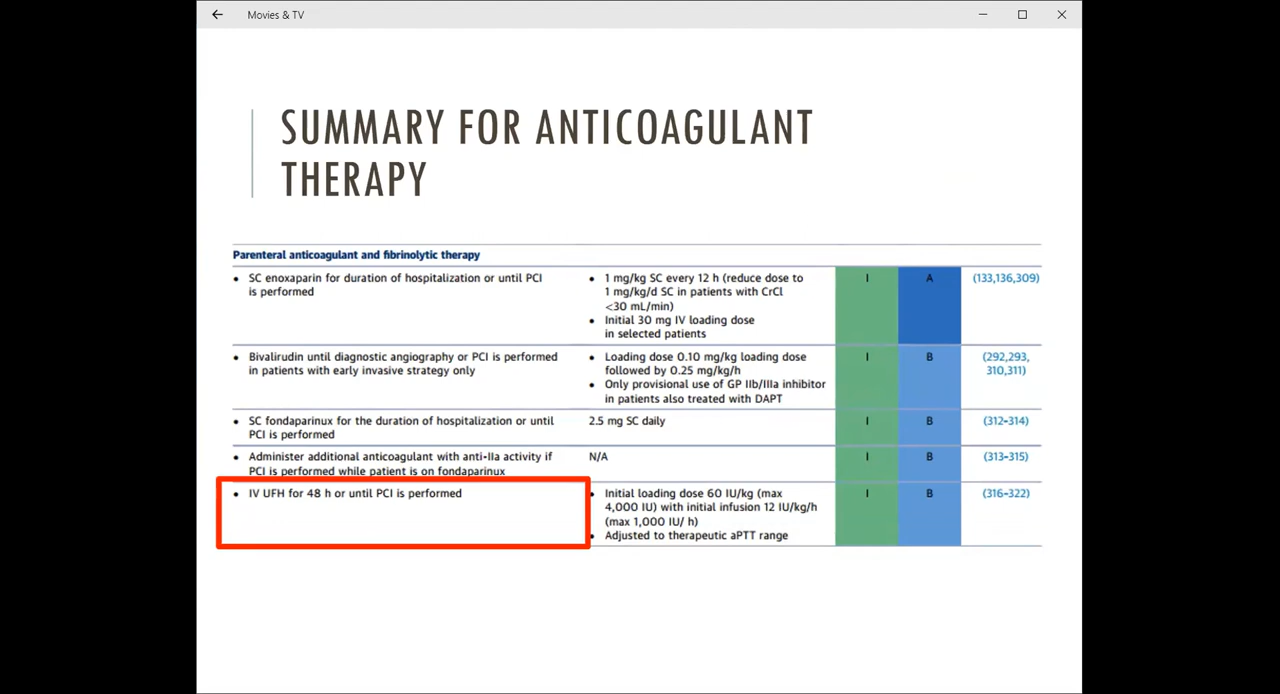 Movies & TV
SUMMARY FOR ANTICOAGULANT
THERAPY
Parenteral anticoagulant and fibrinolytic therapy
• SC enoxaparin for duration of hospitalization or until PCI
is performed
• 1 mg/kg SC every 12 h (reduce dose to
1 mg/kg/d SC in patients with CrCl
<30 mL/min)
• Initial 30 mg IV loading dose
in selected patients
I
A
(133,136,309)
• Bivalirudin until diagnostic angiography or PCI is performed
in patients with early invasive strategy only
• Loading dose 0.10 mg/kg loading dose
followed by 0.25 mg/kg/h
• Only provisional use of GP IIb/IIIa inhibitor
in patients also treated with DAPT
I
B
(292,293,
310,311)
• SC fondaparinux for the duration of hospitalization or until
PCI is performed
2.5 mg SC daily
I
B
(312-314)
• Administer additional anticoagulant with anti-IIa activity if
PCI is performed while patient is on fondaparinux
N/A
I
B
(313-315)
• IV UFH for 48 h or until PCI is performed
• Initial loading dose 60 IU/kg (max
4,000 IU) with initial infusion 12 IU/kg/h
(max 1,000 IU/ h)
• Adjusted to therapeutic aPTT range
I
B
(316-322)